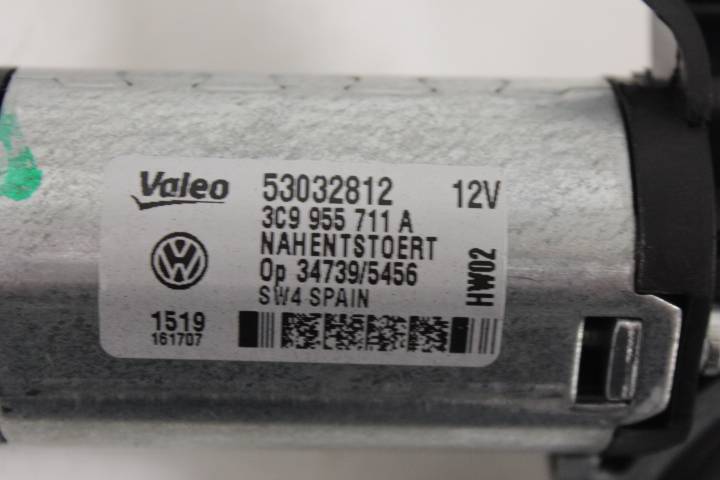 Valeo 53032812 12V
3C9 955 711 A
NAHENTSTOERT
Op 34739/5456
SW4 SPAIN
HW02
1519
161707